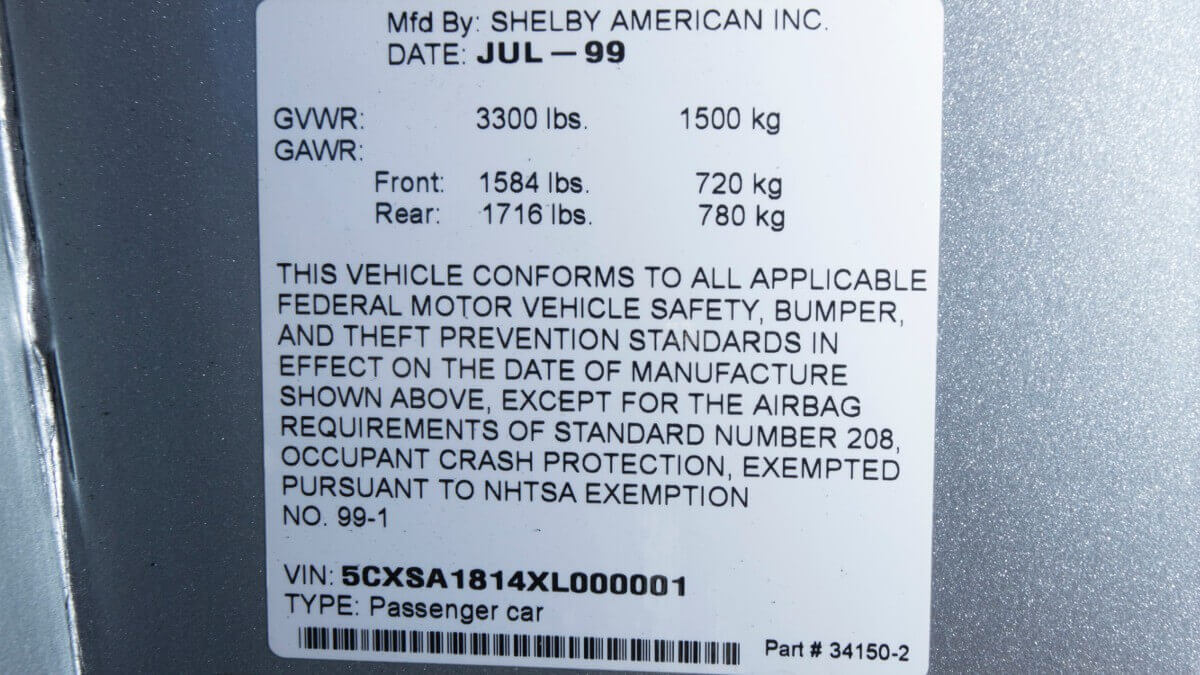 Mfd By: SHELBY AMERICAN INC.
DATE: JUL — 99
GVWR: 3300 lbs. 1500 kg
GAWR:
Front: 1584 lbs. 720 kg
Rear: 1716 lbs. 780 kg
THIS VEHICLE CONFORMS TO ALL APPLICABLE
FEDERAL MOTOR VEHICLE SAFETY, BUMPER,
AND THEFT PREVENTION STANDARDS IN
EFFECT ON THE DATE OF MANUFACTURE
SHOWN ABOVE, EXCEPT FOR THE AIRBAG
REQUIREMENTS OF STANDARD NUMBER 208,
OCCUPANT CRASH PROTECTION, EXEMPTED
PURSUANT TO NHTSA EXEMPTION
NO. 99-1
VIN: 5CXSA1814XL000001
TYPE: Passenger car
Part # 34150-2